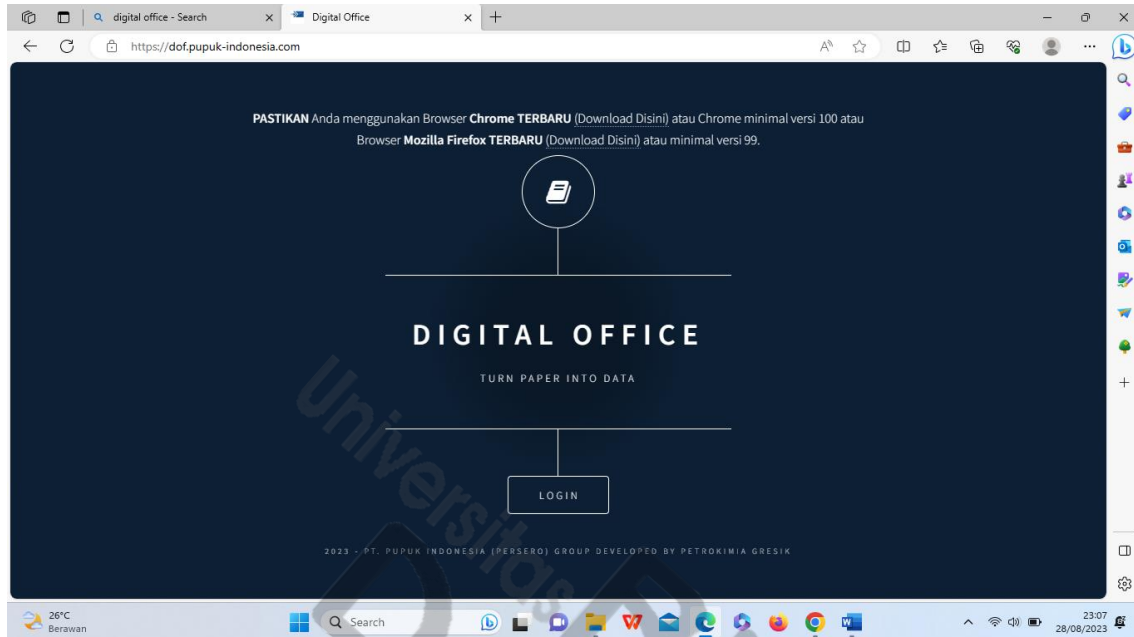 digital office - Search
Digital Office
https://dof.pupuk-indonesia.com
PASTIKAN Anda menggunakan Browser Chrome TERBARU (Download Disini) atau Chrome minimal versi 100 atau
Browser Mozilla Firefox TERBARU (Download Disini) atau minimal versi 99.
DIGITAL OFFICE
TURN PAPER INTO DATA
LOGIN
2023 - PT. PUPUK INDONESIA (PERSERO) GROUP DEVELOPED BY PETROKIMIA GRESIK
Universitas
26°C
Berawan
Search
23:07
28/08/2023